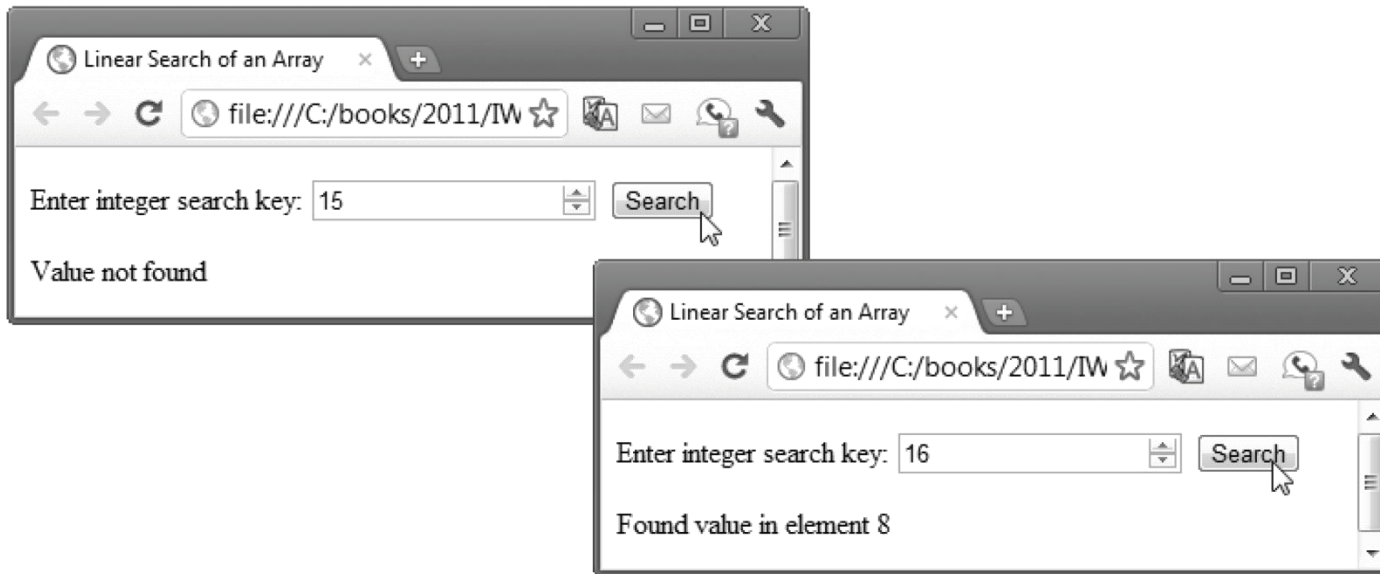 Linear Search of an Array
file:///C:/books/2011/IW
Enter integer search key: 15 Search
Value not found
Linear Search of an Array
file:///C:/books/2011/IW
Enter integer search key: 16 Search
Found value in element 8